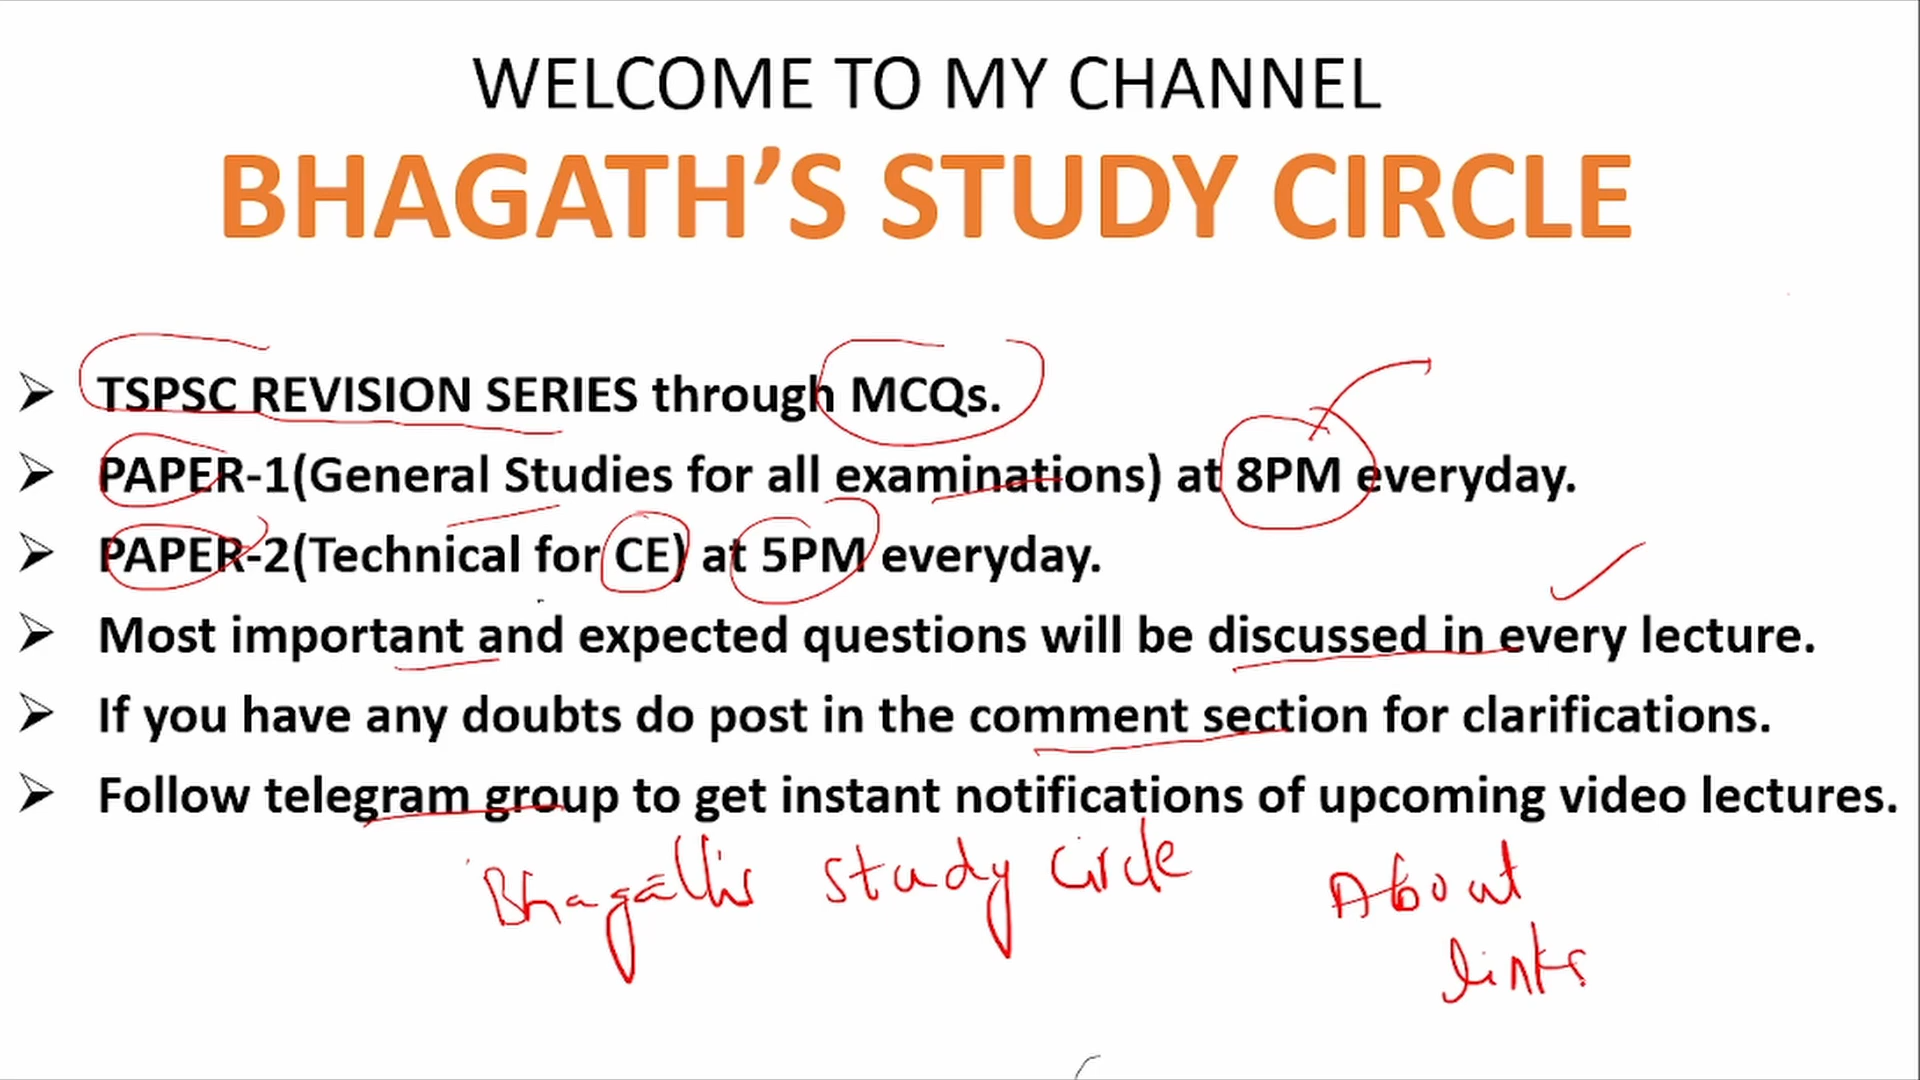 WELCOME TO MY CHANNEL
BHAGATH’S STUDY CIRCLE
➢ TSPSC REVISION SERIES through MCQs.
➢ PAPER-1(General Studies for all examinations) at 8PM everyday.
➢ PAPER-2(Technical for CE) at 5PM everyday.
➢ Most important and expected questions will be discussed in every lecture.
➢ If you have any doubts do post in the comment section for clarifications.
➢ Follow telegram group to get instant notifications of upcoming video lectures.
Bhagath's study circle About
links